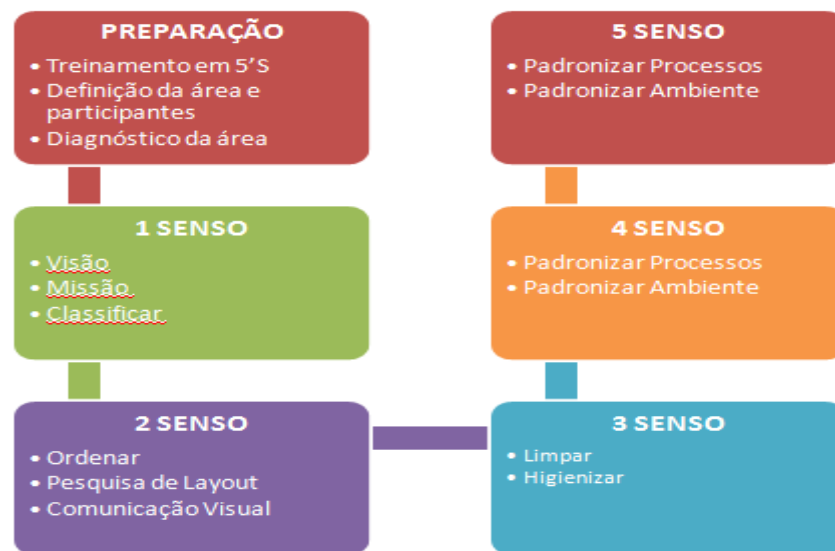 PREPARAÇÃO
• Treinamento em 5'S
• Definição da área e
participantes
• Diagnóstico da área
1 SENSO
• Visão
• Missão
• Classificar
2 SENSO
• Ordenar
• Pesquisa de Layout
• Comunicação Visual
3 SENSO
• Limpar
• Higienizar
4 SENSO
• Padronizar Processos
• Padronizar Ambiente
5 SENSO
• Padronizar Processos
• Padronizar Ambiente